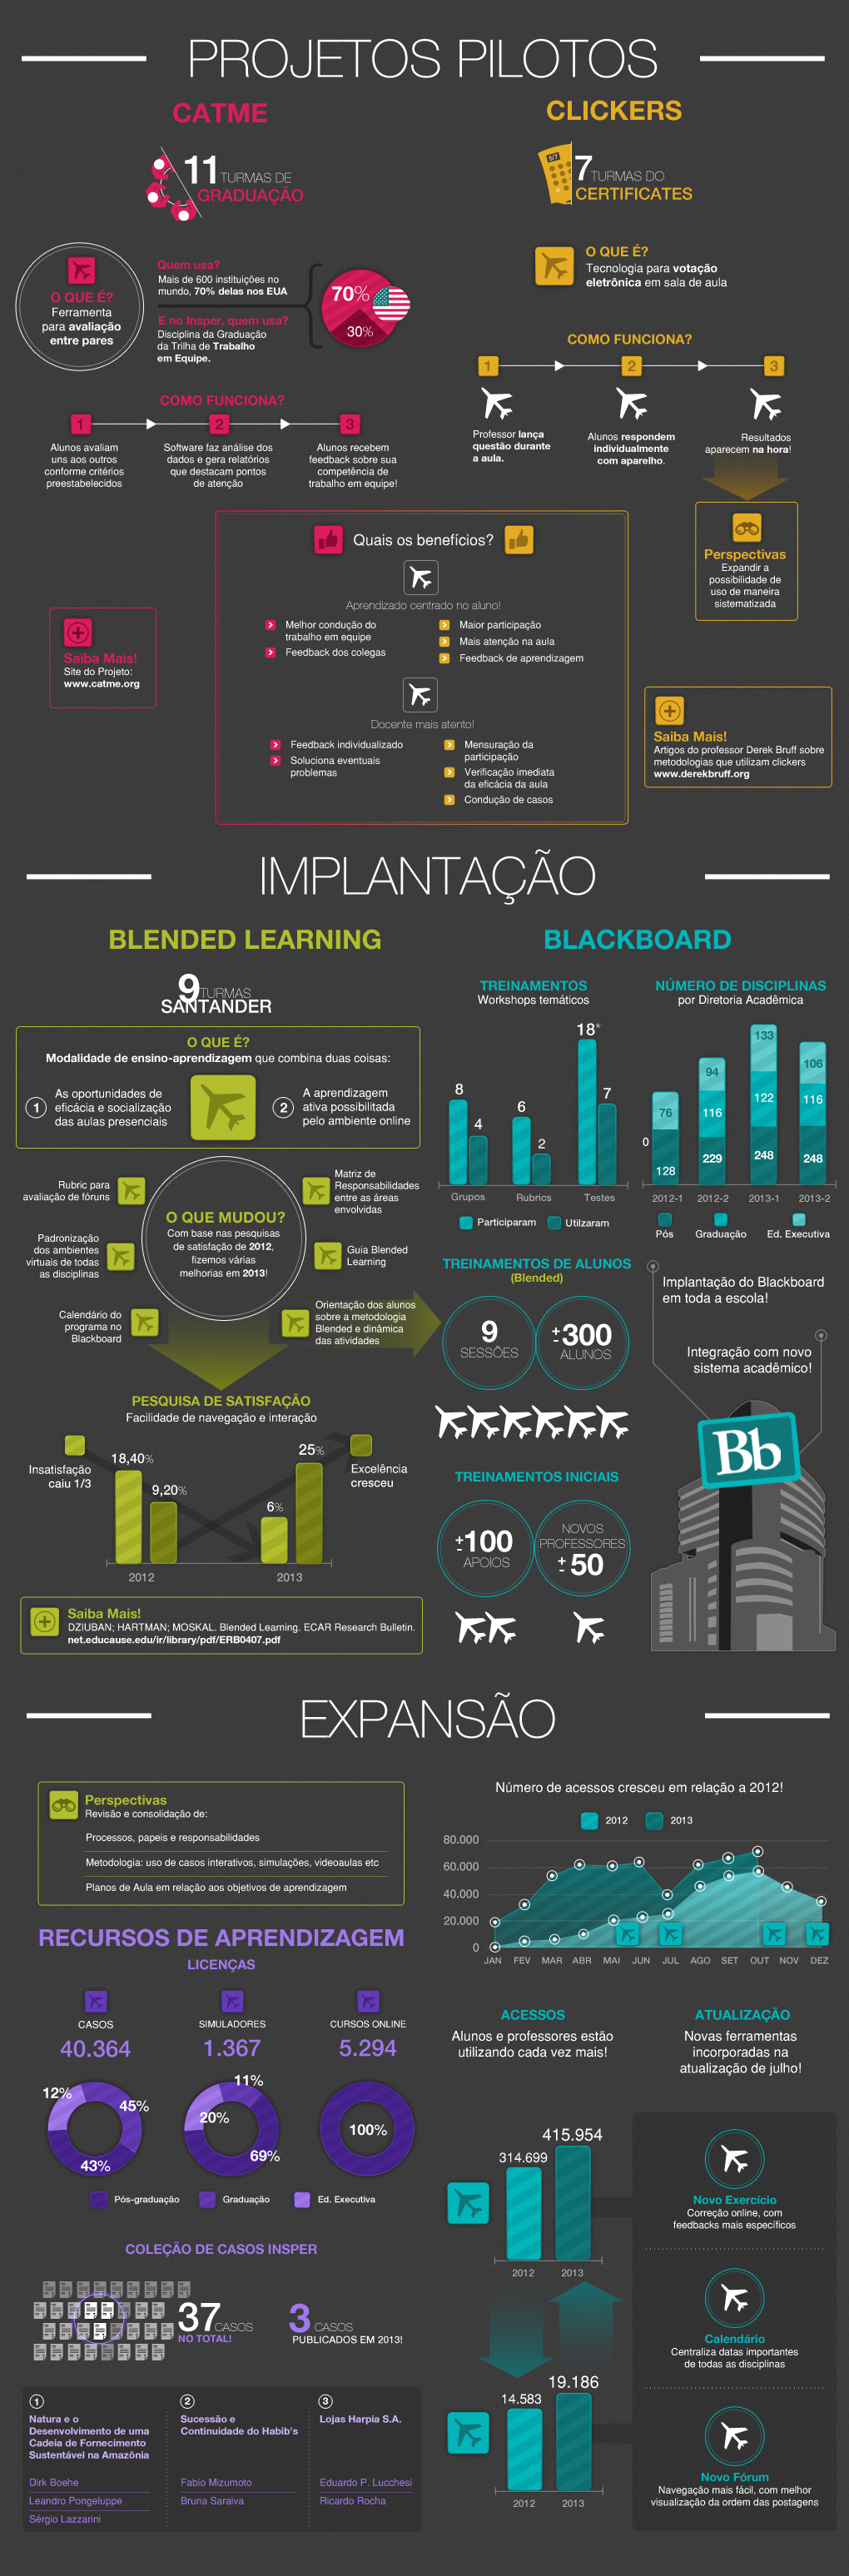 PROJETOS PILOTOS
CATME
11 TURMAS DE
GRADUAÇÃO
O QUE É?
Ferramenta
para avaliação
entre pares
Quem usa?
Mais de 600 instituições no
mundo, 70% delas nos EUA
E no Insper, quem usa?
Disciplina da Graduação
da Trilha de Trabalho
em Equipe.
70%
30%
COMO FUNCIONA?
1
2
3
Alunos avaliam
uns aos outros
conforme critérios
preestabelecidos
Software faz análise dos
dados e gera relatórios
que destacam pontos
de atenção
Alunos recebem
feedback sobre sua
competência de
trabalho em equipe!
CLICKERS
7 TURMAS DO
CERTIFICATES
O QUE É?
Tecnologia para votação
eletrônica em sala de aula
COMO FUNCIONA?
1
2
3
Professor lança
questão durante
a aula.
Alunos respondem
individualmente
com aparelho.
Resultados
aparecem na hora!
Perspectivas
Expandir a
possibilidade de
uso de maneira
sistematizada
Quais os benefícios?
Aprendizado centrado no aluno!
Melhor condução do
trabalho em equipe
Feedback dos colegas
Maior participação
Mais atenção na aula
Feedback de aprendizagem
Docente mais atento!
Feedback individualizado
Soluciona eventuais
problemas
Mensuração da
participação
Verificação imediata
da eficácia da aula
Condução de casos
Saiba Mais!
Site do Projeto:
www.catme.org
Saiba Mais!
Artigos do professor Derek Bruff sobre
metodologias que utilizam clickers
www.derekbruff.org
IMPLANTAÇÃO
BLENDED LEARNING
9 TURMAS
SANTANDER
O QUE É?
Modalidade de ensino-aprendizagem que combina duas coisas:
1
As oportunidades de
eficácia e socialização
das aulas presenciais
2
A aprendizagem
ativa possibilitada
pelo ambiente online
O QUE MUDOU?
Com base nas pesquisas
de satisfação de 2012,
fizemos várias
melhorias em 2013!
Rubric para
avaliação de fóruns
Padronização
dos ambientes
virtuais de todas
as disciplinas
Calendário do
programa no
Blackboard
Matriz de
Responsabilidades
entre as áreas
envolvidas
Guia Blended
Learning
Orientação dos alunos
sobre a metodologia
Blended e dinâmica
das atividades
PESQUISA DE SATISFAÇÃO
Facilidade de navegação e interação
Insatisfação
caiu 1/3
18,40%
9,20%
6%
25%
Excelência
cresceu
2012
2013
Saiba Mais!
DZIUBAN; HARTMAN; MOSKAL. Blended Learning. ECAR Research Bulletin.
net.educause.edu/ir/library/pdf/ERB0407.pdf
BLACKBOARD
TREINAMENTOS
Workshops temáticos
8
4
6
2
18*
7
Grupos
Rubrics
Testes
Participaram
Utilzaram
NÚMERO DE DISCIPLINAS
por Diretoria Acadêmica
0
76
128
94
116
229
133
122
248
106
116
248
2012-1
2012-2
2013-1
2013-2
Pós
Graduação
Ed. Executiva
TREINAMENTOS DE ALUNOS
(Blended)
9
SESSÕES
±300
ALUNOS
TREINAMENTOS INICIAIS
±100
APOIOS
NOVOS
PROFESSORES
±50
Implantação do Blackboard
em toda a escola!
Integração com novo
sistema acadêmico!
Bb
EXPANSÃO
Perspectivas
Revisão e consolidação de:
Processos, papeis e responsabilidades
Metodologia: uso de casos interativos, simulações, videoaulas etc
Planos de Aula em relação aos objetivos de aprendizagem
Número de acessos cresceu em relação a 2012!
2012
2013
80.000
60.000
40.000
20.000
0
JAN FEV MAR ABR MAI JUN JUL AGO SET OUT NOV DEZ
RECURSOS DE APRENDIZAGEM
LICENÇAS
CASOS
40.364
SIMULADORES
1.367
CURSOS ONLINE
5.294
12%
45%
43%
11%
20%
69%
100%
Pós-graduação
Graduação
Ed. Executiva
COLEÇÃO DE CASOS INSPER
37 CASOS
NO TOTAL!
3 CASOS
PUBLICADOS EM 2013!
1
Natura e o
Desenvolvimento de uma
Cadeia de Fornecimento
Sustentável na Amazônia
Dirk Boehe
Leandro Pongeluppe
Sérgio Lazzarini
2
Sucessão e
Continuidade do Habib's
Fabio Mizumoto
Bruna Saraiva
3
Lojas Harpia S.A.
Eduardo P. Lucchesi
Ricardo Rocha
ACESSOS
Alunos e professores estão
utilizando cada vez mais!
314.699
415.954
2012
2013
14.583
19.186
2012
2013
ATUALIZAÇÃO
Novas ferramentas
incorporadas na
atualização de julho!
Novo Exercício
Correção online, com
feedbacks mais específicos
Calendário
Centraliza datas importantes
de todas as disciplinas
Novo Fórum
Navegação mais fácil, com melhor
visualização da ordem das postagens